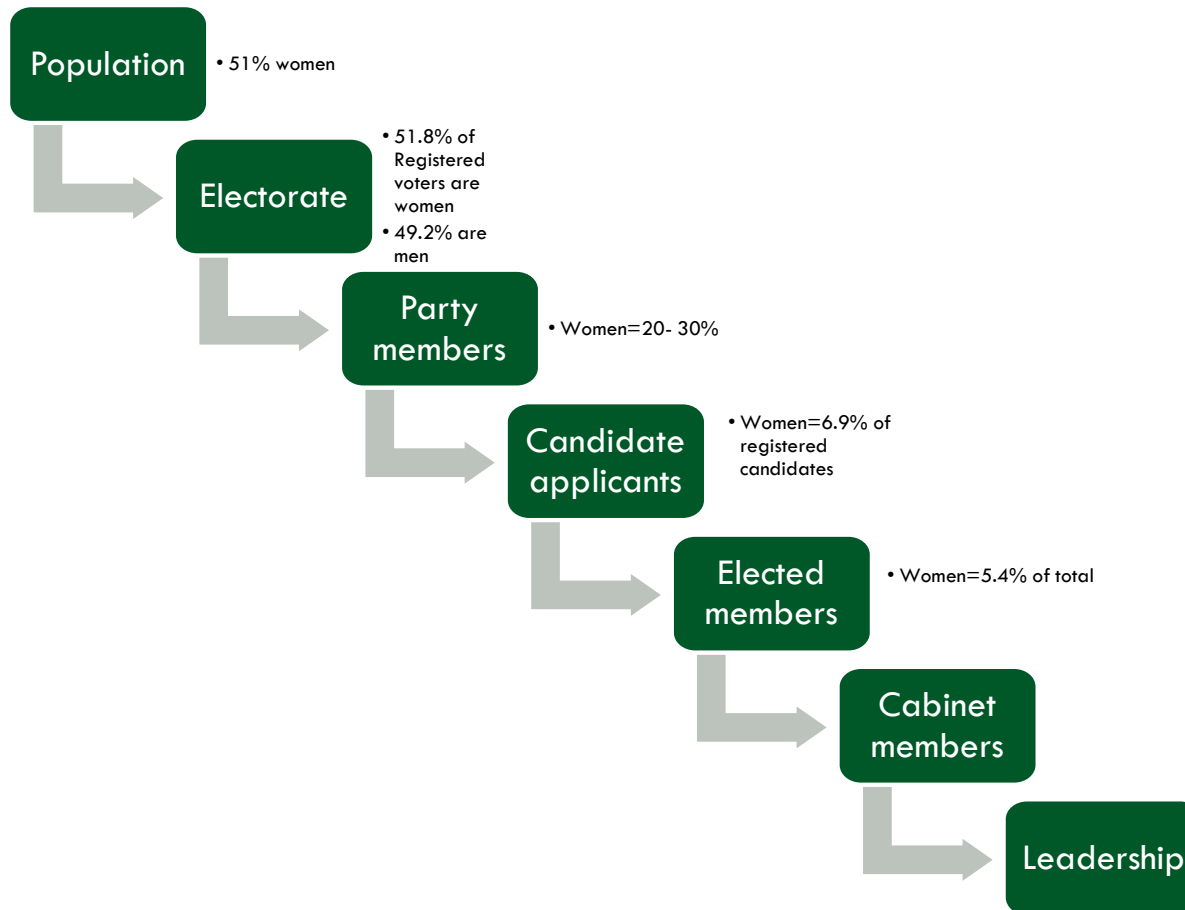 Population
• 51% women
Electorate
• 51.8% of
Registered
voters are
women
• 49.2% are
men
Party
members
• Women=20- 30%
Candidate
applicants
• Women=6.9% of
registered
candidates
Elected
members
• Women=5.4% of total
Cabinet
members
Leadership